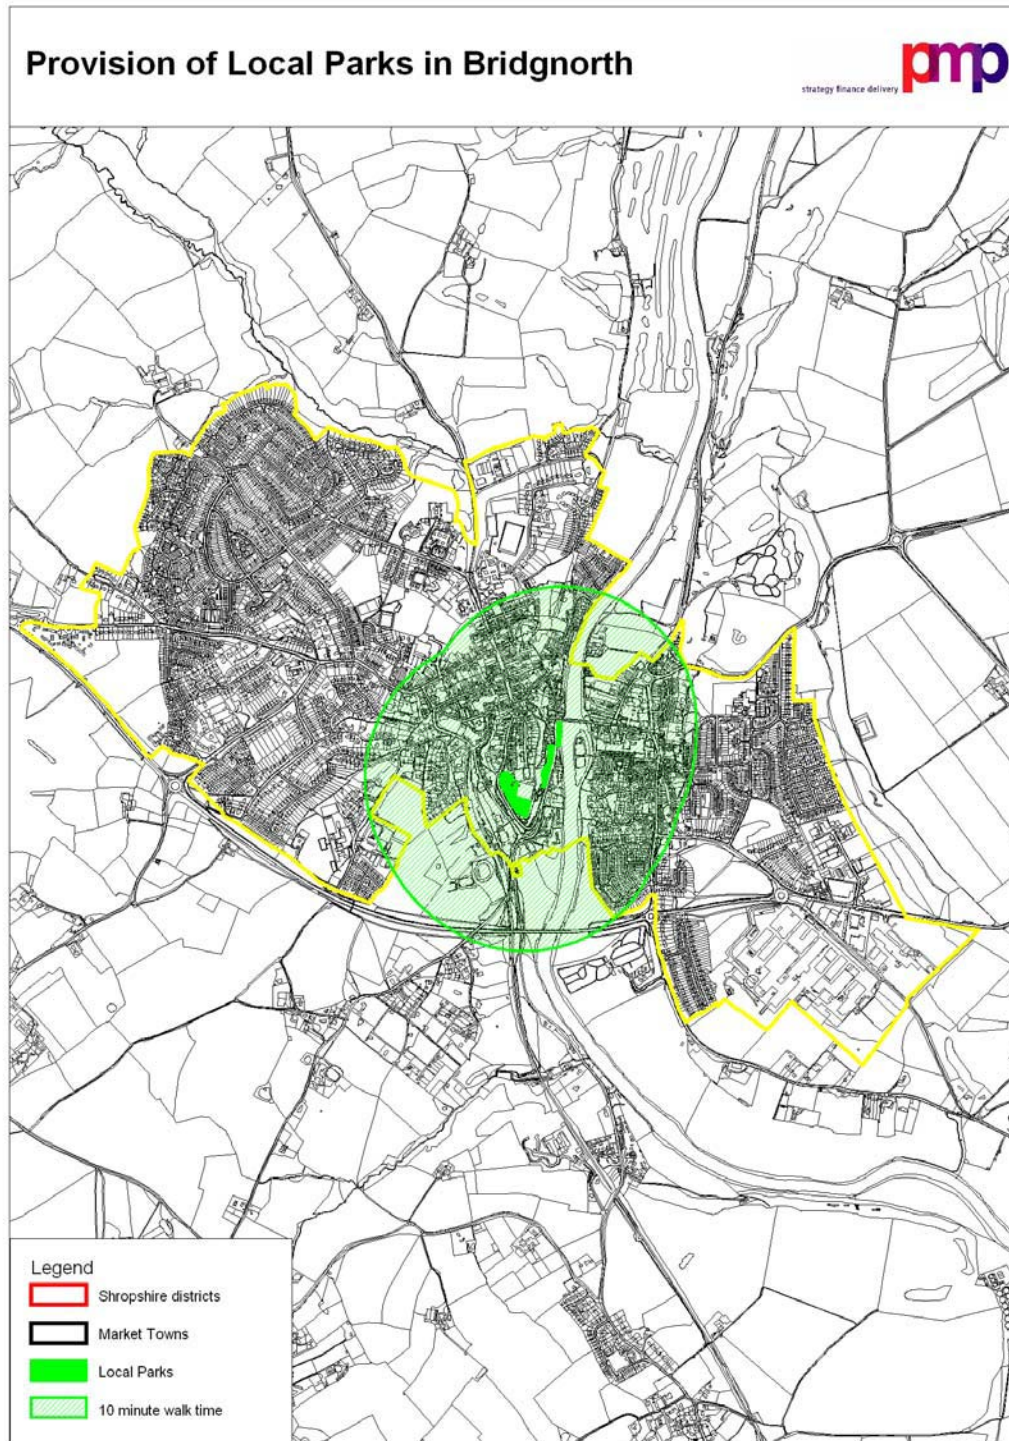 Provision of Local Parks in Bridgnorth
pmp
strategy finance delivery
Legend
Shropshire districts
Market Towns
Local Parks
10 minute walk time